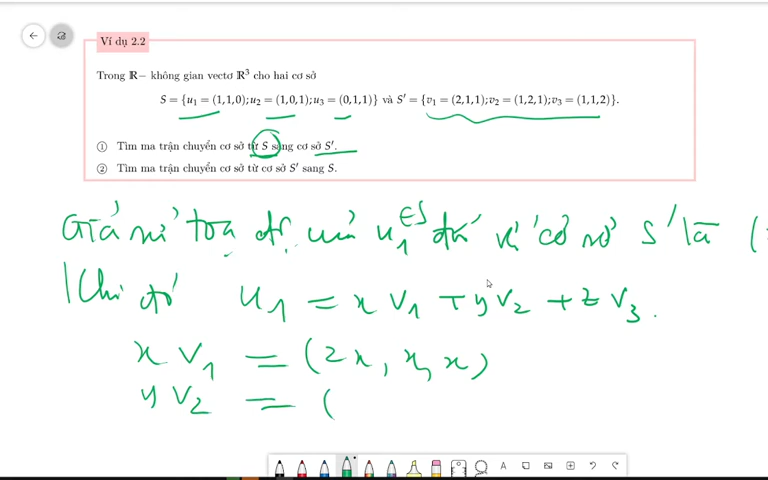 Ví dụ 2.2
Trong ℝ− không gian vectơ ℝ³ cho hai cơ sở
S = {u₁ = (1,1,0); u₂ = (1,0,1); u₃ = (0,1,1)} và S′ = {v₁ = (2,1,1); v₂ = (1,2,1); v₃ = (1,1,2)}.
① Tìm ma trận chuyển cơ sở từ S sang cơ sở S′.
② Tìm ma trận chuyển cơ sở từ cơ sở S′ sang S.
Giả sử toạ độ của u₁ ∈S đối với cơ sở S′ là (
Khi đó u₁ = x v₁ + y v₂ + z v₃.
x v₁ = (2x, x, x)
y v₂ = (
A